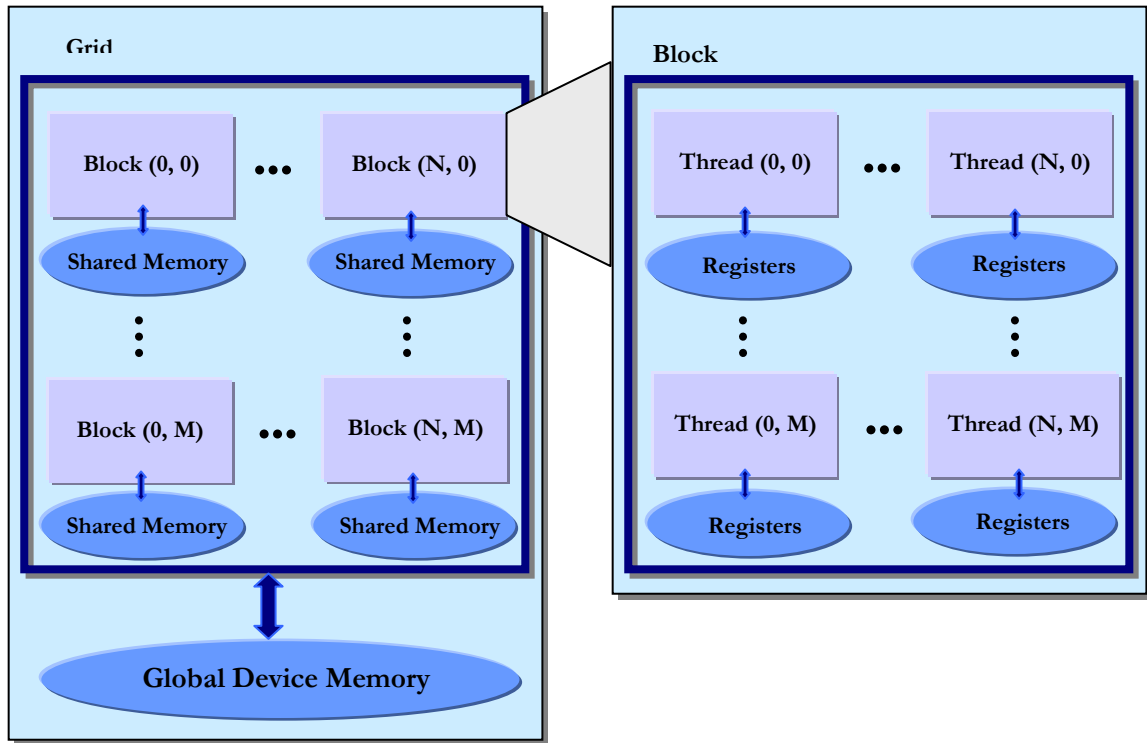 Grid
Block (0, 0)
Block (N, 0)
Shared Memory
Shared Memory
Block (0, M)
Block (N, M)
Shared Memory
Shared Memory
Global Device Memory
Block
Thread (0, 0)
Thread (N, 0)
Registers
Registers
Thread (0, M)
Thread (N, M)
Registers
Registers